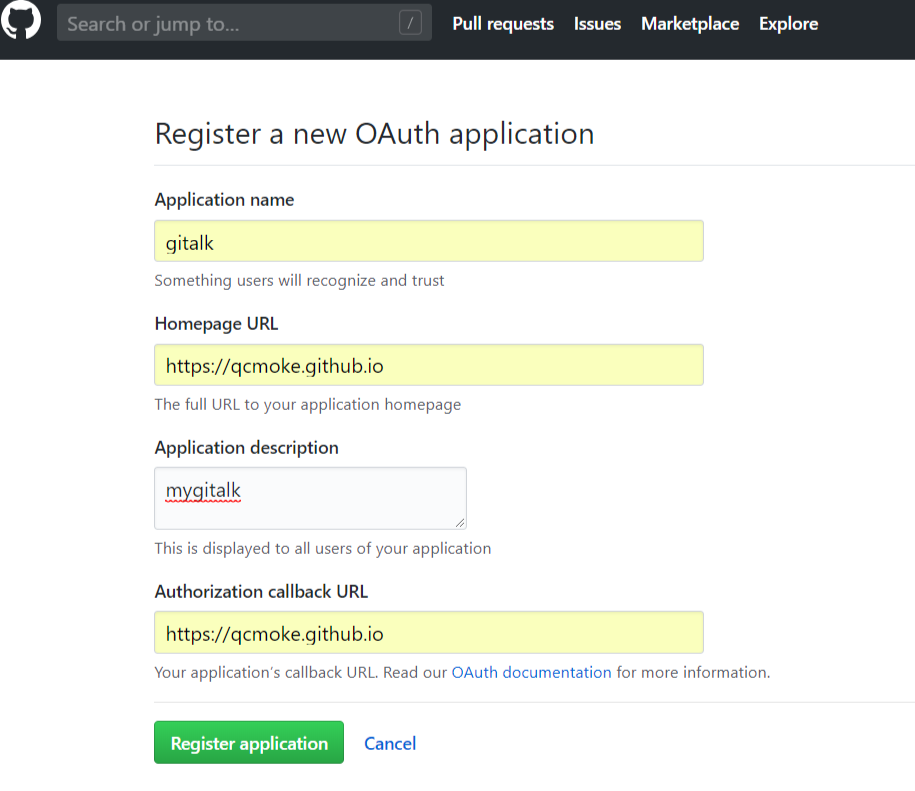 Search or jump to... / Pull requests Issues Marketplace Explore
Register a new OAuth application
Application name
gitalk
Something users will recognize and trust
Homepage URL
https://qcmoke.github.io
The full URL to your application homepage
Application description
mygitalk
This is displayed to all users of your application
Authorization callback URL
https://qcmoke.github.io
Your application's callback URL. Read our OAuth documentation for more information.
Register application Cancel